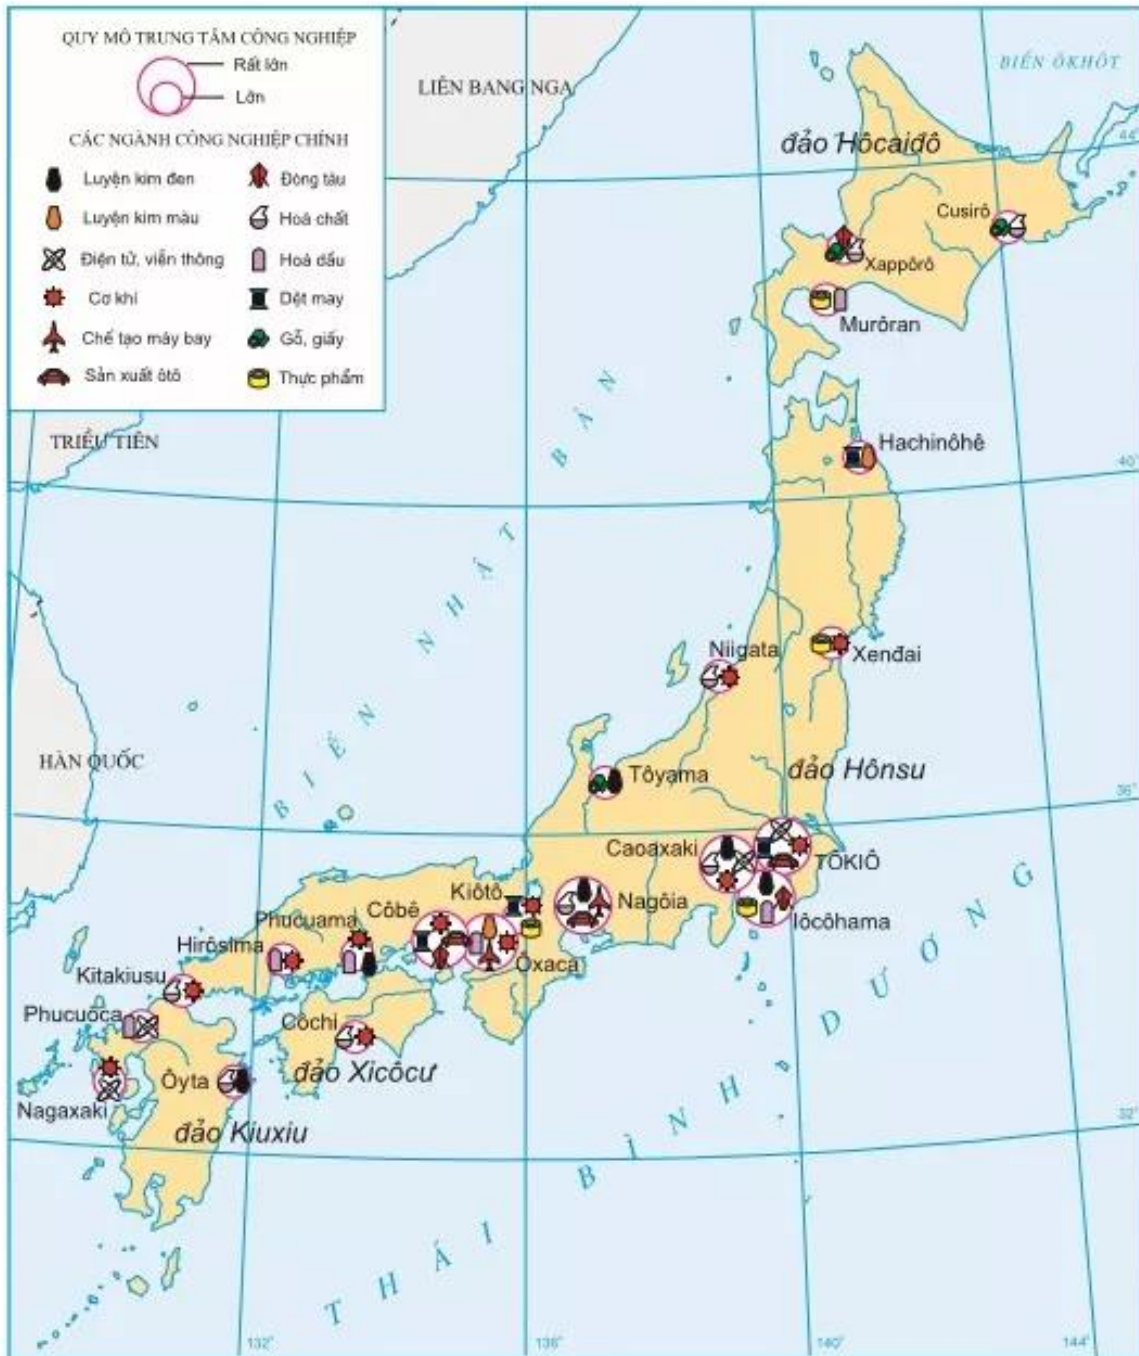 QUY MÔ TRUNG TÂM CÔNG NGHIỆP
Rất lớn
Lớn
CÁC NGÀNH CÔNG NGHIỆP CHÍNH
Luyện kim đen
Đóng tàu
Luyện kim màu
Hoá chất
Điện tử, viễn thông
Hoá dầu
Cơ khí
Dệt may
Chế tạo máy bay
Gỗ, giấy
Sản xuất ôtô
Thực phẩm
LIÊN BANG NGA
BIỂN ÔKHÔT
44°
đảo Hôcaiđô
Cusirô
Xappôrô
Murôran
TRIỀU TIÊN
Hachinôhê
40°
BIỂN NHẬT BẢN
Niigata
Xenđai
HÀN QUỐC
Tôyama
đảo Hônsu
36°
Caoaxaki
TÔKIÔ
Kiôtô
Nagôia
Côbê
Iôcôhama
Phucuama
Hirôsima
Ôxaca
Kitakiusu
Phucuôca
Côchi
đảo Xicôcư
Ôyta
Nagaxaki
đảo Kiuxiu
32°
THÁI BÌNH DƯƠNG
132°
136°
140°
144°